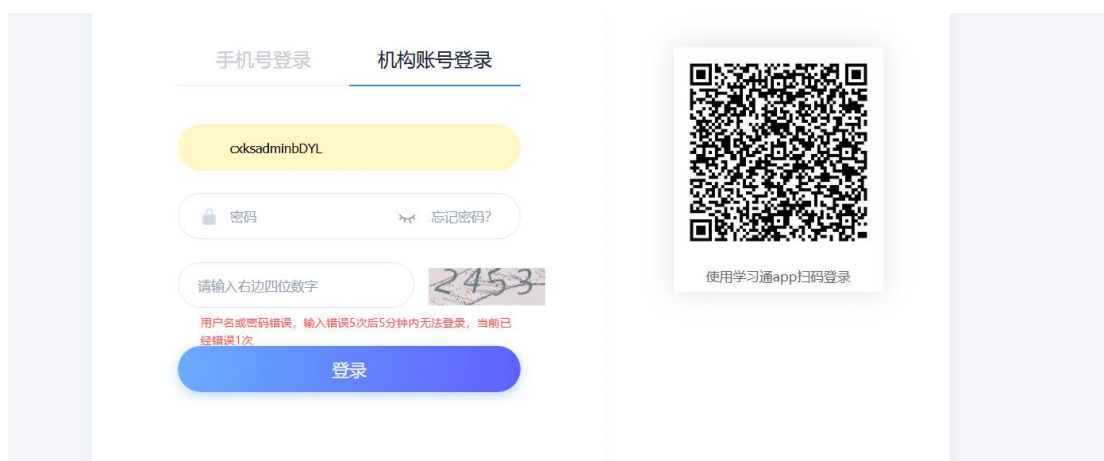 手机号登录
机构账号登录
cxksadminbDYL
密码
忘记密码?
请输入右边四位数字
2453
用户名或密码错误，输入错误5次后5分钟内无法登录，当前已
经错误1次
登录
使用学习通app扫码登录